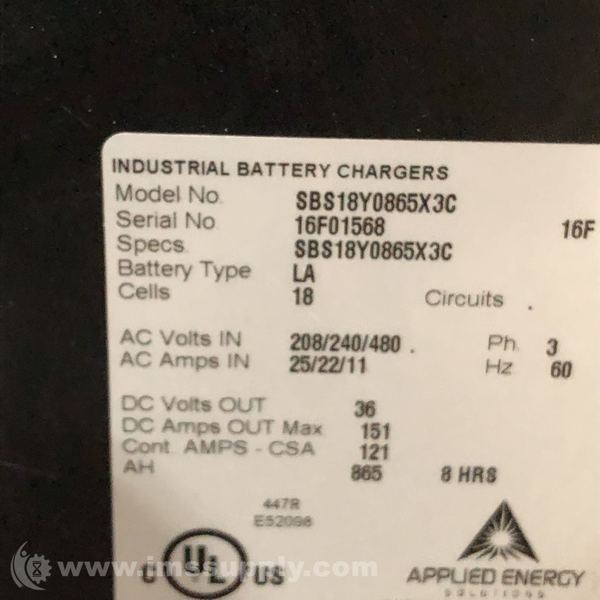 INDUSTRIAL BATTERY CHARGERS
Model No. SBS18Y0865X3C
Serial No 16F01568 16F
Specs. SBS18Y0865X3C
Battery Type LA
Cells 18 Circuits .
AC Volts IN 208/240/480 . Ph. 3
AC Amps IN 25/22/11 Hz 60
DC Volts OUT 36
DC Amps OUT Max 151
Cont. AMPS - CSA 121
AH 865 8 HRS
447R
E52098
C UL US
www.imssupply.com
APPLIED ENERGY
SOLUTIONS